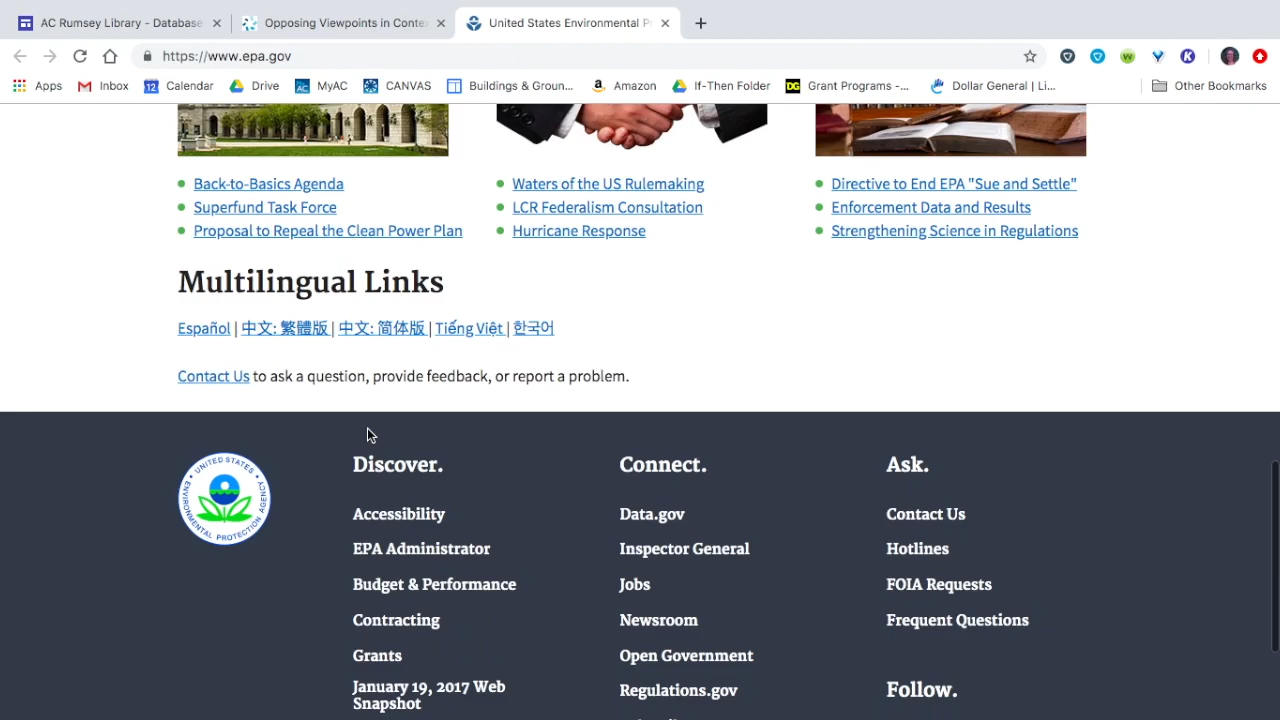 AC Rumsey Library - Database
Opposing Viewpoints in Contex
United States Environmental Pr
https://www.epa.gov
Apps
Inbox
Calendar
Drive
MyAC
CANVAS
Buildings & Groun...
Amazon
If-Then Folder
Grant Programs -...
Dollar General | Li...
Other Bookmarks
Back-to-Basics Agenda
Superfund Task Force
Proposal to Repeal the Clean Power Plan
Waters of the US Rulemaking
LCR Federalism Consultation
Hurricane Response
Directive to End EPA "Sue and Settle"
Enforcement Data and Results
Strengthening Science in Regulations
Multilingual Links
Español | 中文: 繁體版 | 中文: 简体版 | Tiếng Việt | 한국어
Contact Us to ask a question, provide feedback, or report a problem.
UNITED STATES
ENVIRONMENTAL PROTECTION AGENCY
Discover.
Accessibility
EPA Administrator
Budget & Performance
Contracting
Grants
January 19, 2017 Web
Snapshot
Connect.
Data.gov
Inspector General
Jobs
Newsroom
Open Government
Regulations.gov
Ask.
Contact Us
Hotlines
FOIA Requests
Frequent Questions
Follow.